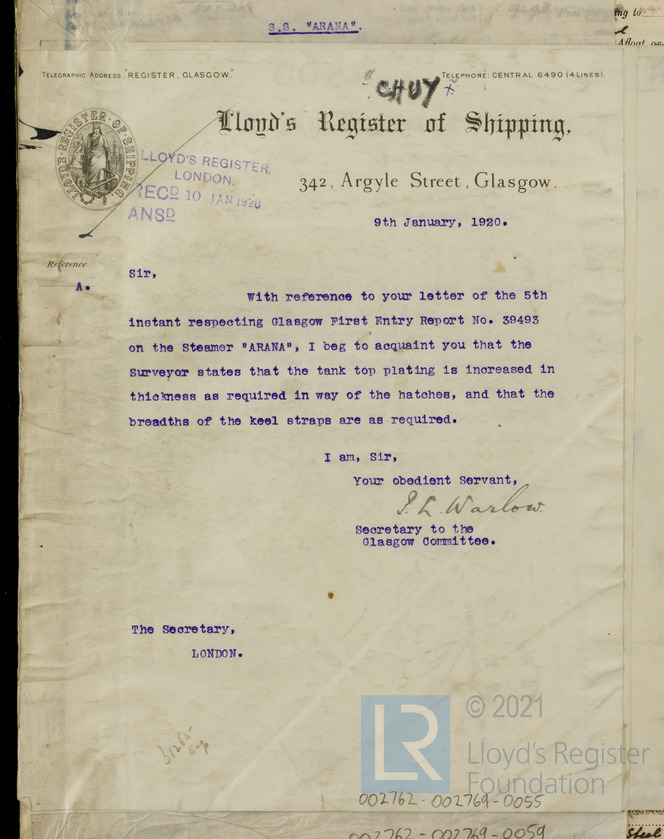 S.S. "ARANA".
TELEGRAPHIC ADDRESS, "REGISTER, GLASGOW."
TELEPHONE: CENTRAL 6490 (4 LINES).
"CHUY"
Lloyd's Register of Shipping.
LLOYD'S REGISTER OF SHIPPING
342, Argyle Street, Glasgow.
LLOYD'S REGISTER,
LONDON.
RECD 10 JAN 1920
ANSD
9th January, 1920.
Reference
A.
Sir,
With reference to your letter of the 5th
instant respecting Glasgow First Entry Report No. 39493
on the Steamer "ARANA", I beg to acquaint you that the
Surveyor states that the tank top plating is increased in
thickness as required in way of the hatches, and that the
breadths of the keel straps are as required.
I am, Sir,
Your obedient Servant,
J. L. Warlow
Secretary to the
Glasgow Committee.
The Secretary,
LONDON.
LR
© 2021
Lloyd's Register
Foundation
002762-002769-0055
002762-002769-0059